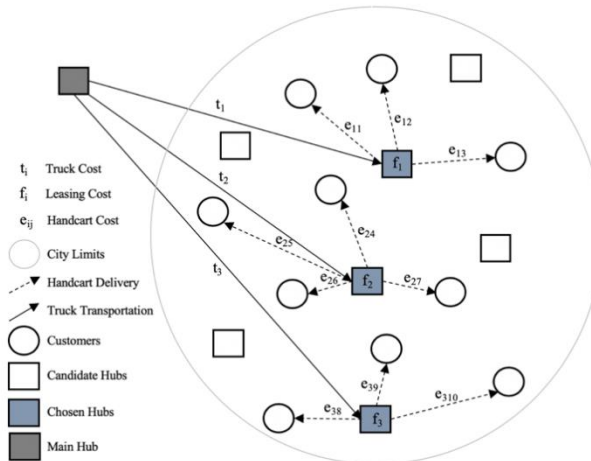 t₁
e₁₁
e₁₂
e₁₃
f₁
tᵢ Truck Cost
fᵢ Leasing Cost
eᵢⱼ Handcart Cost
City Limits
Handcart Delivery
Truck Transportation
Customers
Candidate Hubs
Chosen Hubs
Main Hub
t₂
e₂₄
e₂₅
e₂₆
f₂
e₂₇
t₃
e₃₉
e₃₈
f₃
e₃₁₀